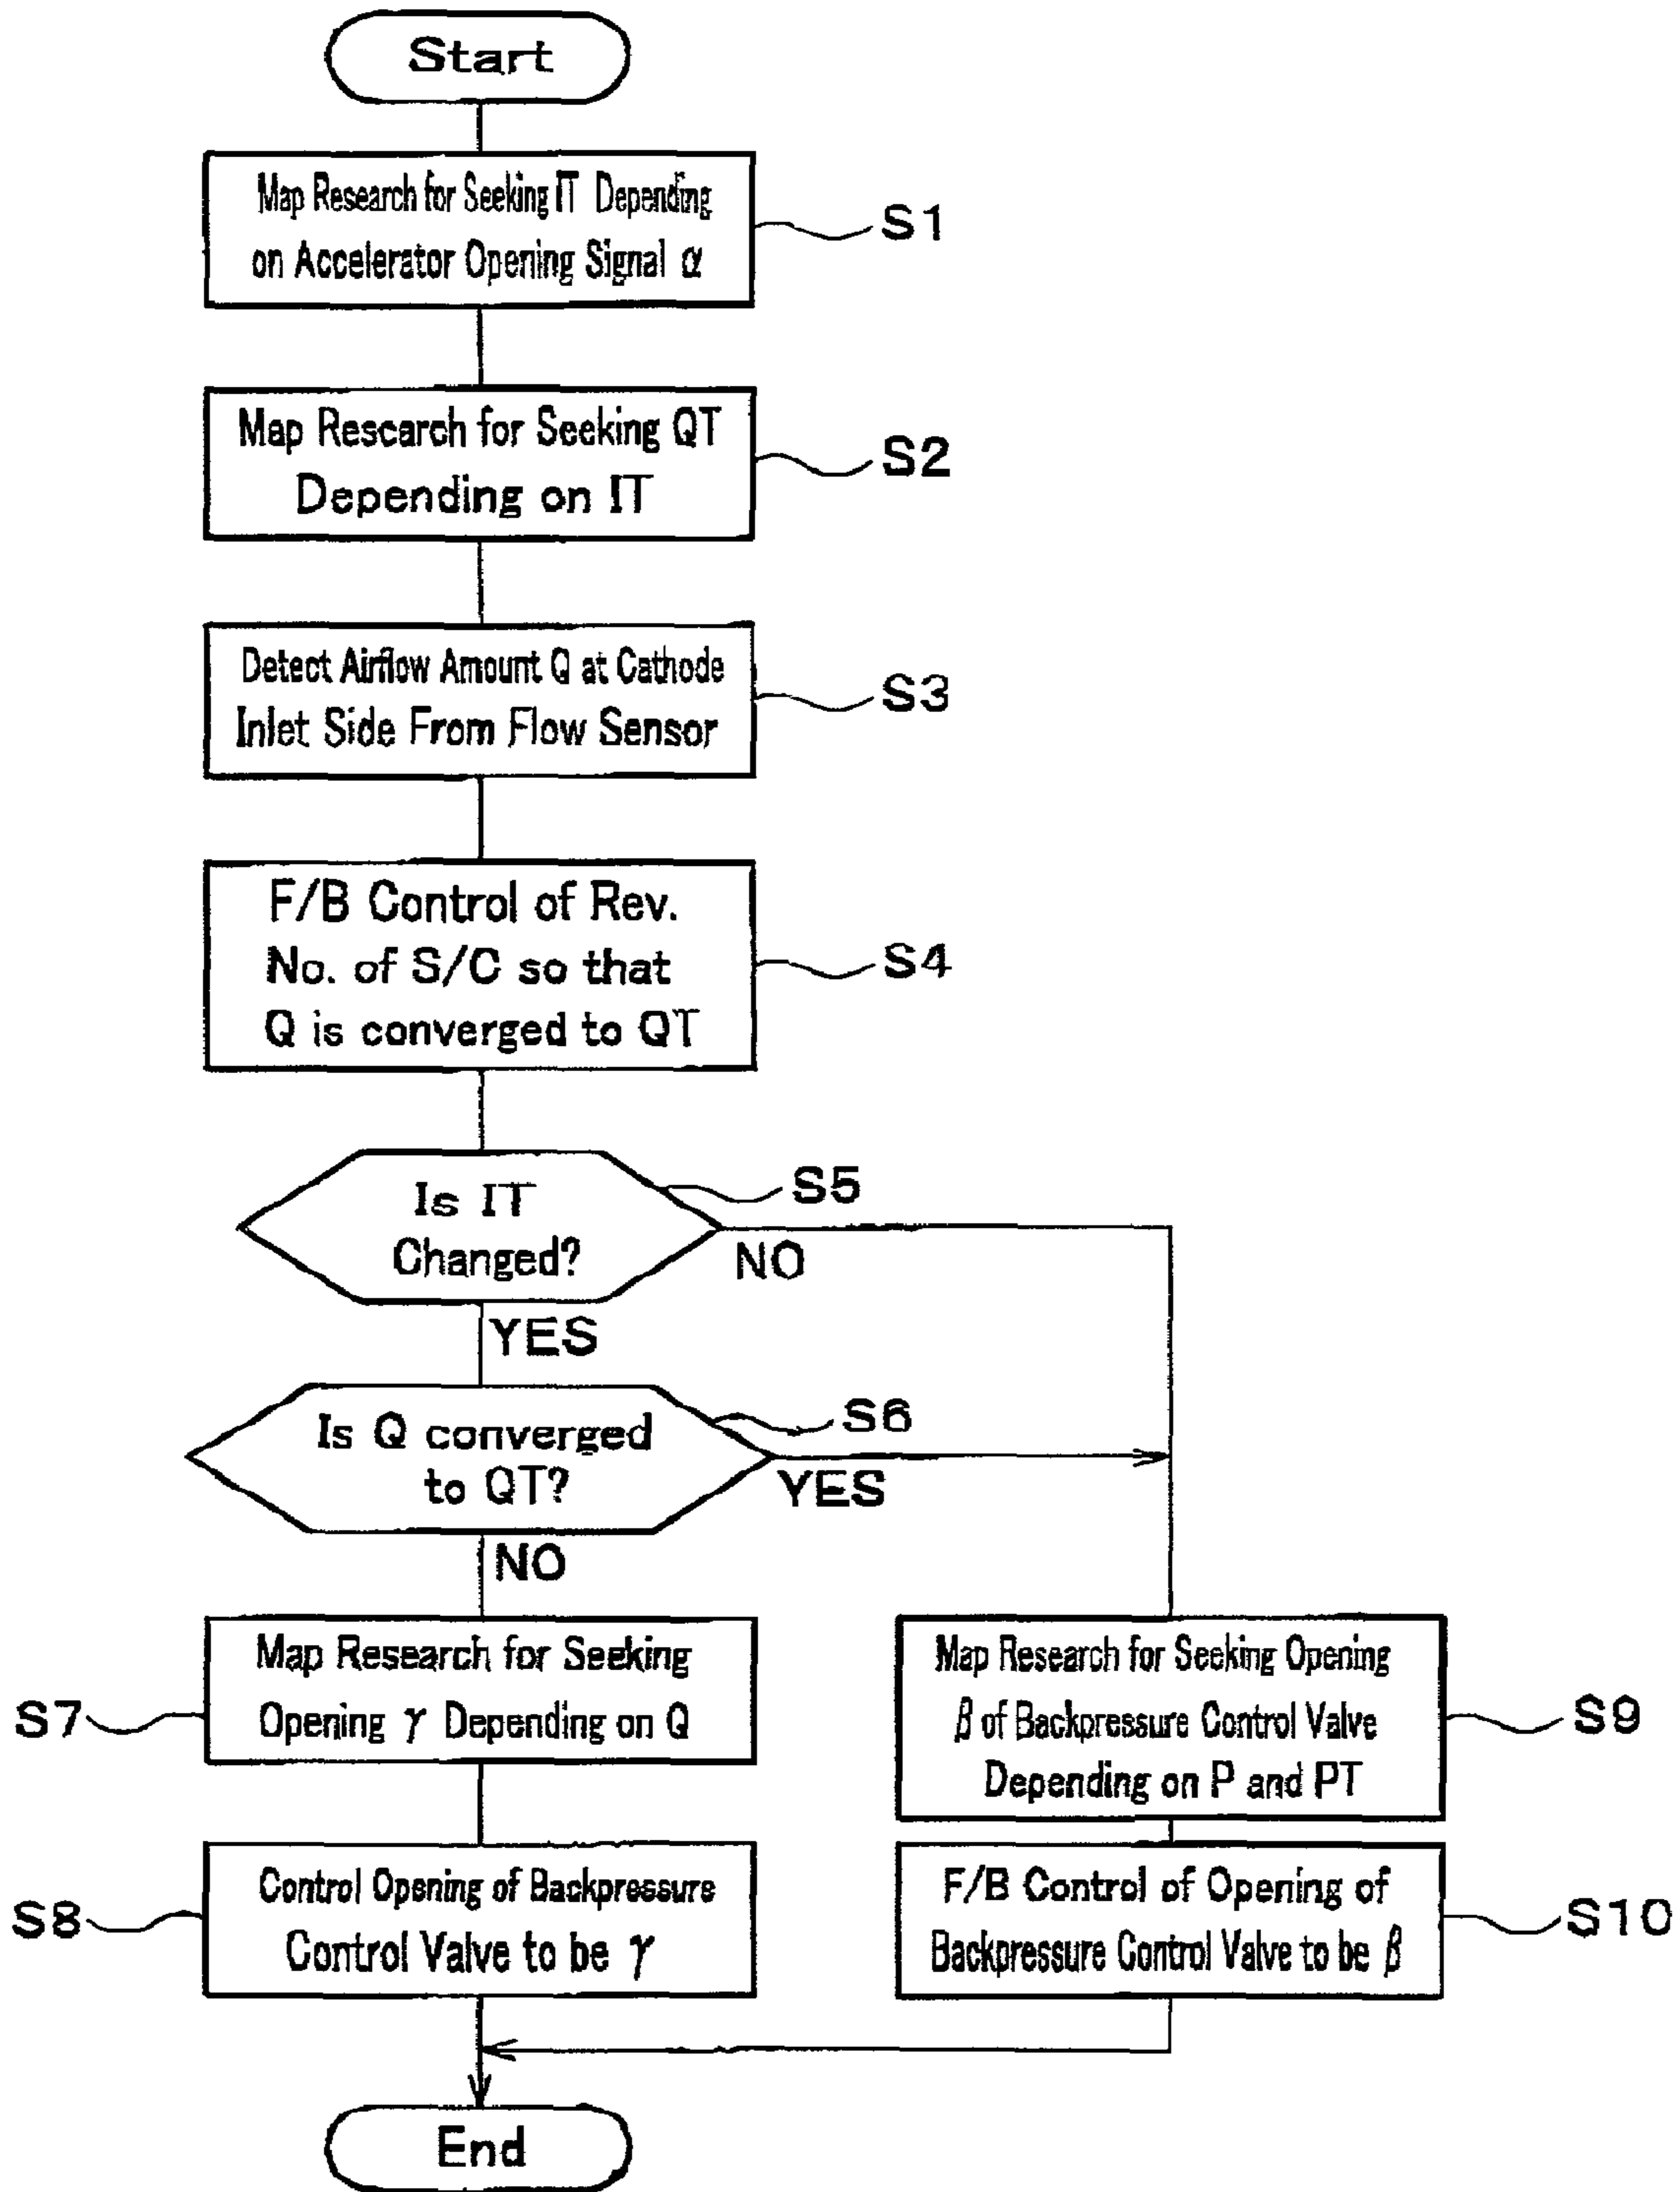 Start
Map Research for Seeking IT Depending
on Accelerator Opening Signal α
S1
Map Research for Seeking QT
Depending on IT
S2
Detect Airflow Amount Q at Cathode
Inlet Side From Flow Sensor
S3
F/B Control of Rev.
No. of S/C so that
Q is converged to QT
S4
Is IT
Changed?
S5
NO
YES
Is Q converged
to QT?
S6
YES
NO
Map Research for Seeking
Opening γ Depending on Q
S7
Control Opening of Backpressure
Control Valve to be γ
S8
Map Research for Seeking Opening
β of Backpressure Control Valve
Depending on P and PT
S9
F/B Control of Opening of
Backpressure Control Valve to be β
S10
End